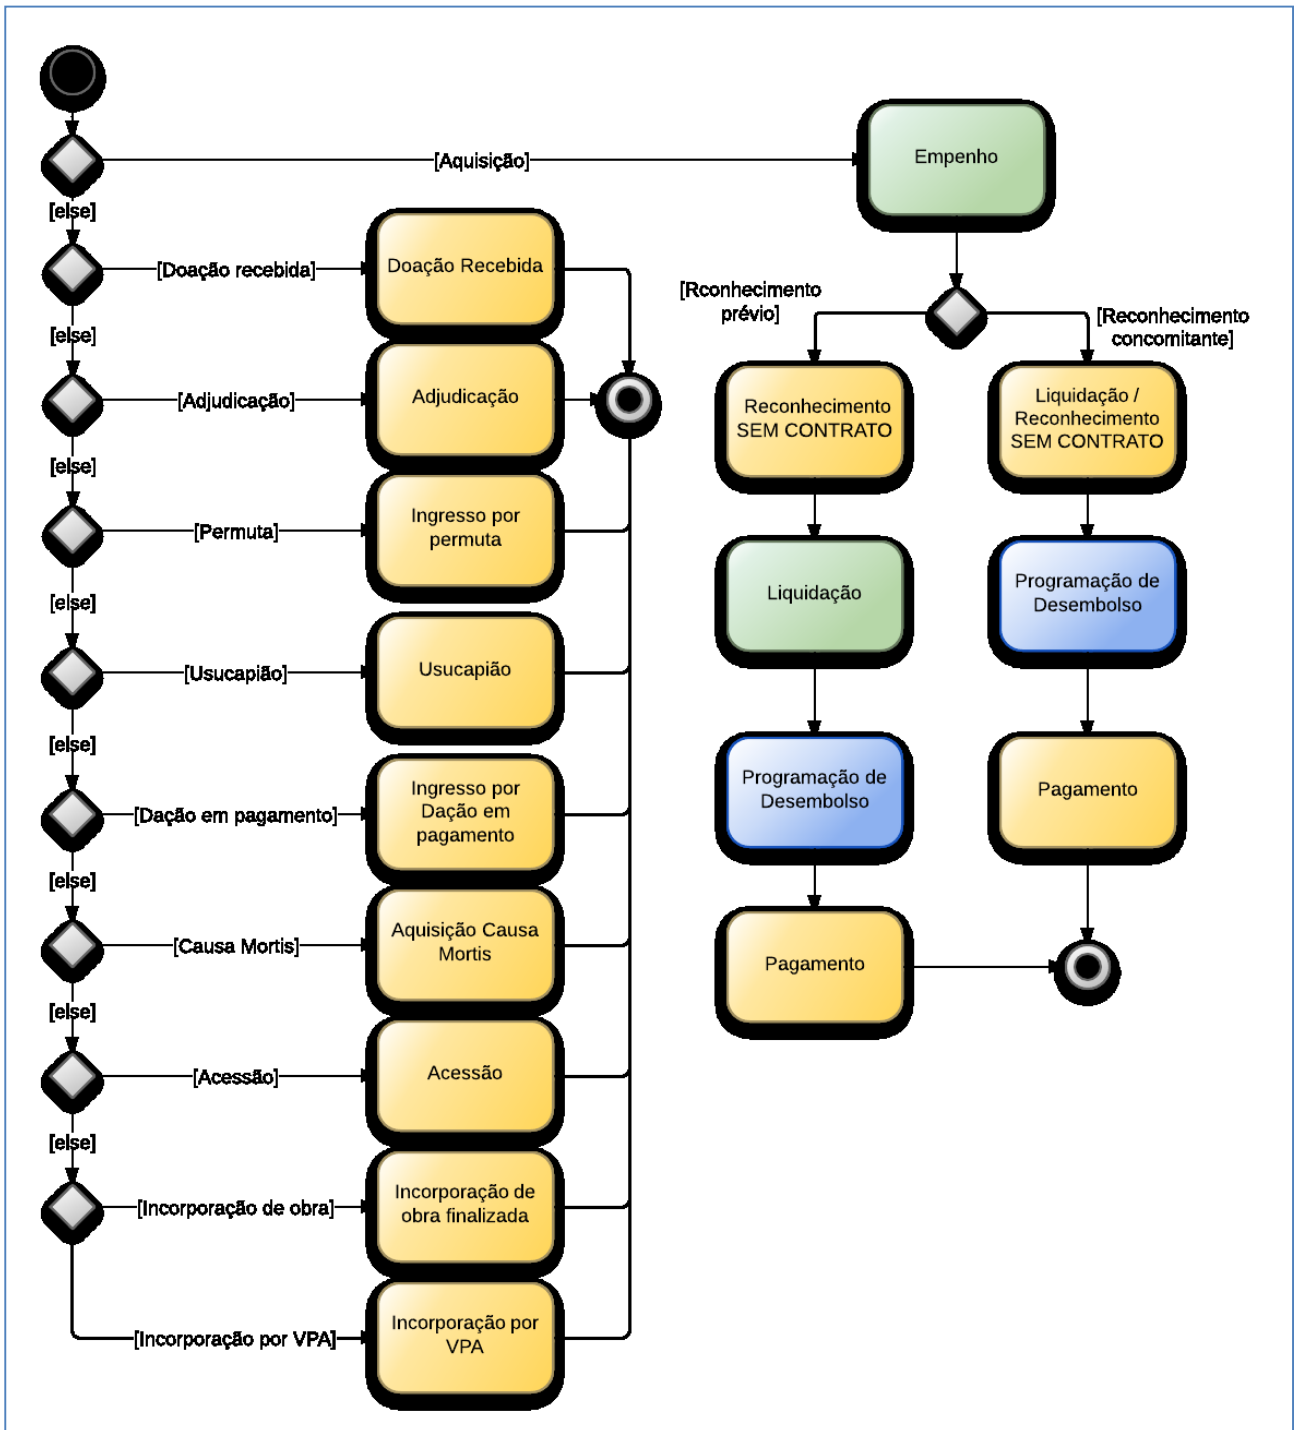 [Aquisição]
Empenho
[else]
[Doação recebida]
Doação Recebida
[Rconhecimento
prévio]
[Reconhecimento
concomitante]
[else]
[Adjudicação]
Adjudicação
Reconhecimento
SEM CONTRATO
Liquidação /
Reconhecimento
SEM CONTRATO
[else]
[Permuta]
Ingresso por
permuta
Liquidação
Programação de
Desembolso
[else]
[Usucapião]
Usucapião
[else]
[Dação em pagamento]
Ingresso por
Dação em
pagamento
Programação de
Desembolso
Pagamento
[else]
[Causa Mortis]
Aquisição Causa
Mortis
Pagamento
[else]
[Acessão]
Acessão
[else]
[Incorporação de obra]
Incorporação de
obra finalizada
[Incorporação por VPA]
Incorporação por
VPA